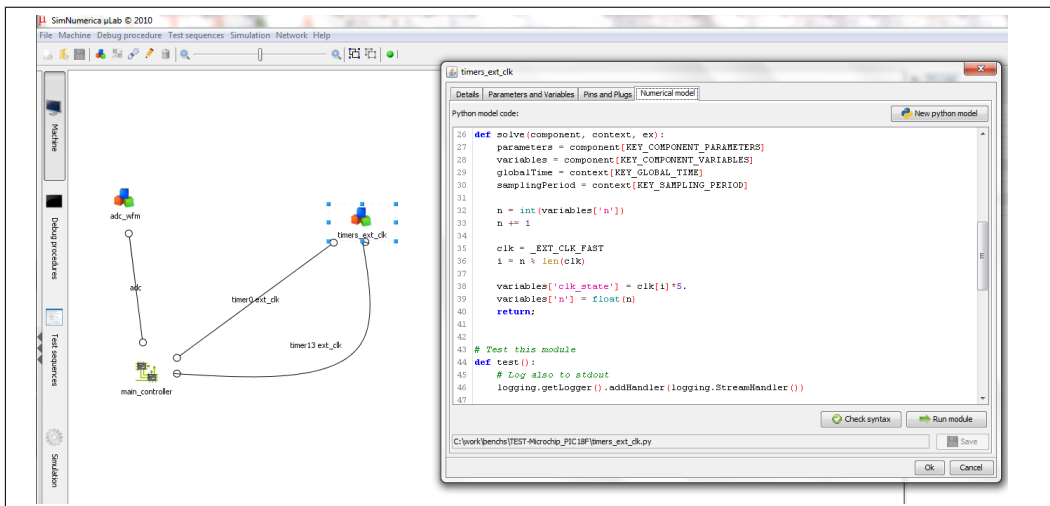 µ SimNumerica µLab © 2010
File Machine Debug procedure Test sequences Simulation Network Help
Machine
Debug procedures
Test sequences
Simulation
adc_wfm
timers_ext_clk
adc
timer0 ext_clk
timer13 ext_clk
main_controller
timers_ext_clk
Details Parameters and Variables Pins and Plugs Numerical model
Python model code:
New python model
26 def solve(component, context, ex):
27 parameters = component[KEY_COMPONENT_PARAMETERS]
28 variables = component[KEY_COMPONENT_VARIABLES]
29 globalTime = context[KEY_GLOBAL_TIME]
30 samplingPeriod = context[KEY_SAMPLING_PERIOD]
31
32 n = int(variables['n'])
33 n += 1
34
35 clk = _EXT_CLK_FAST
36 i = n % len(clk)
37
38 variables['clk_state'] = clk[i]*5.
39 variables['n'] = float(n)
40 return;
41
42
43 # Test this module
44 def test():
45 # Log also to stdout
46 logging.getLogger().addHandler(logging.StreamHandler())
47
Check syntax
Run module
C:\work\benchs\TEST-Microchip_PIC18F\timers_ext_clk.py
Save
Ok
Cancel